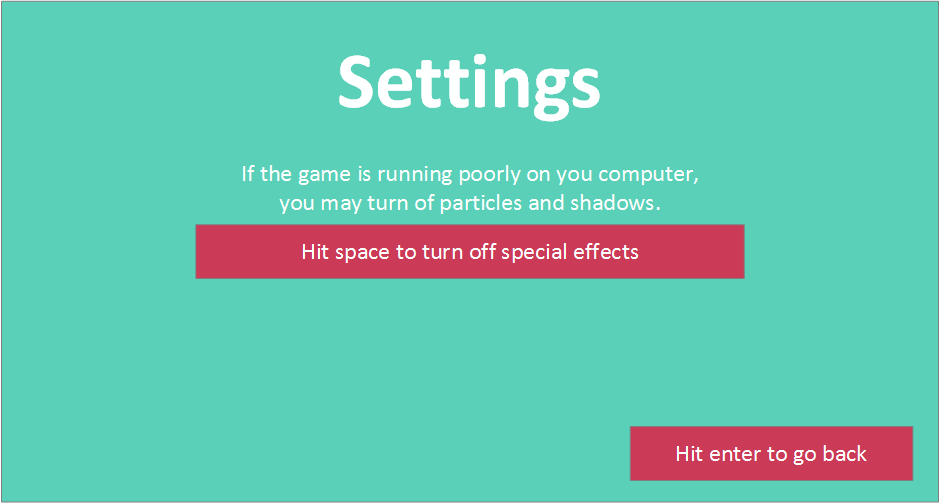 Settings
If the game is running poorly on you computer,
you may turn of particles and shadows.
Hit space to turn off special effects
Hit enter to go back